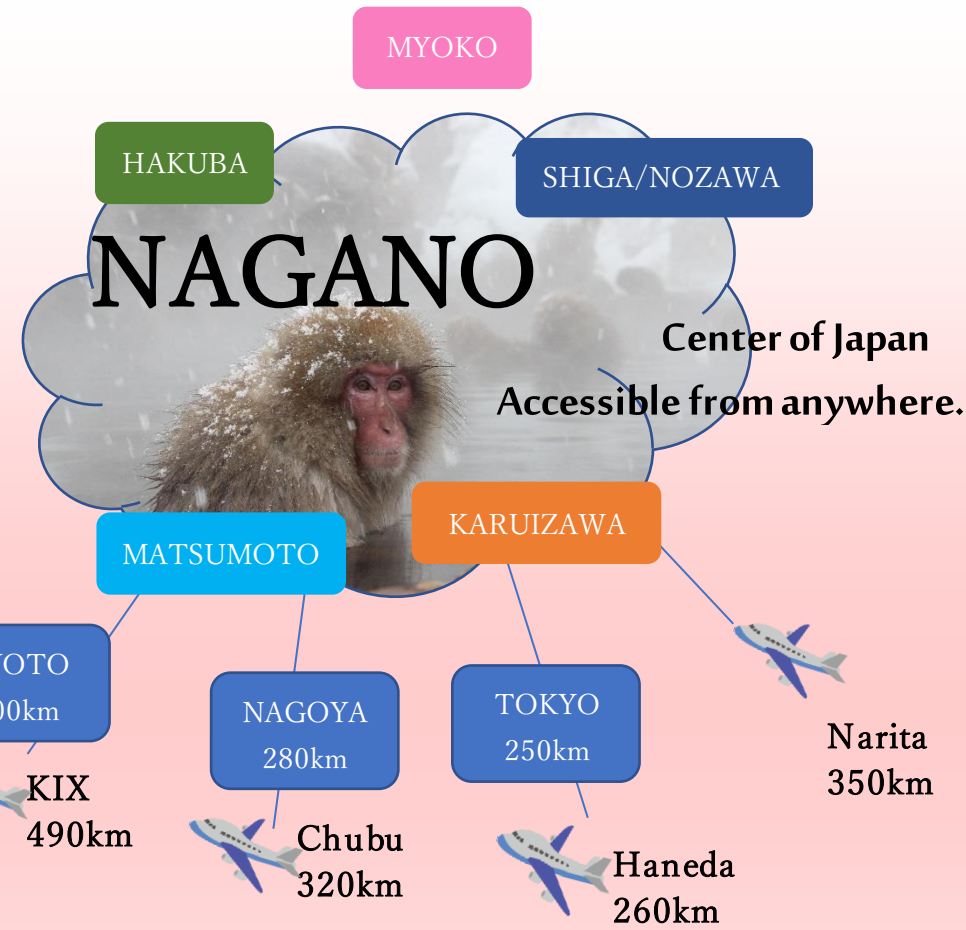 MYOKO
HAKUBA
SHIGA/NOZAWA
NAGANO
Center of Japan
Accessible from anywhere.
KARUIZAWA
MATSUMOTO
NAGOYA
280km
TOKYO
250km
Narita
350km
KIX
490km
Chubu
320km
Haneda
260km